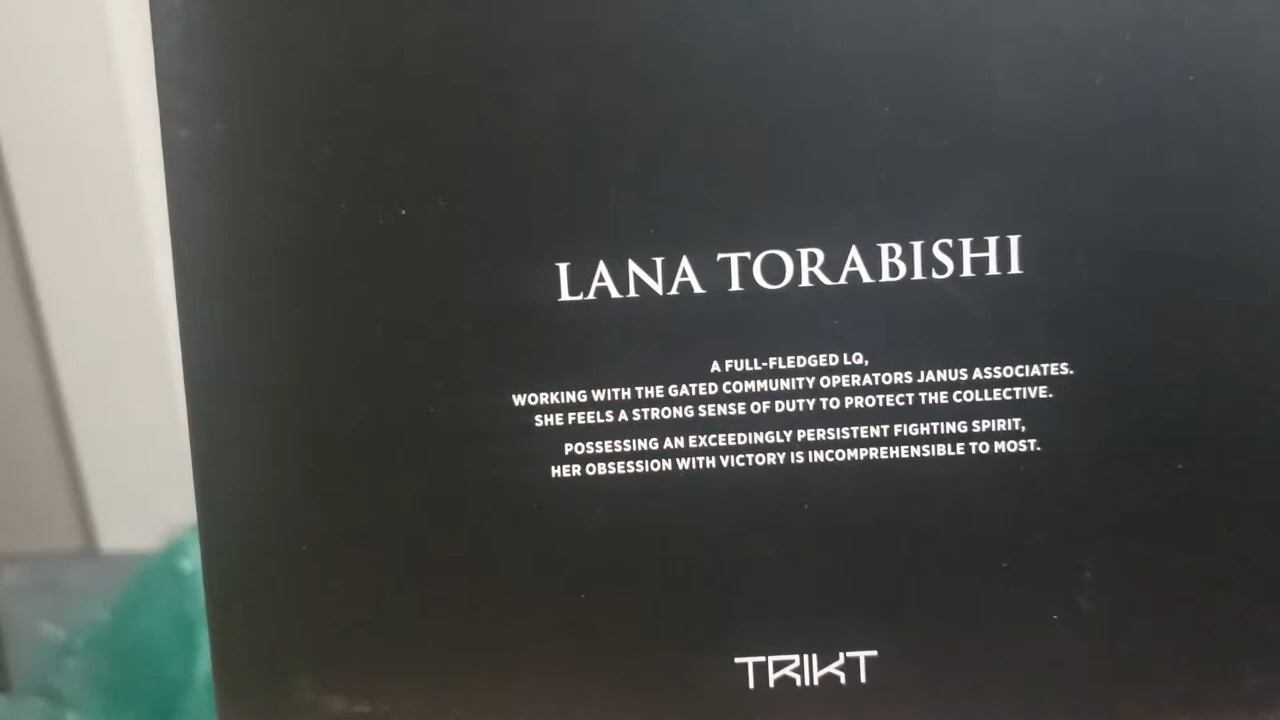 LANA TORABISHI
A FULL-FLEDGED LQ,
WORKING WITH THE GATED COMMUNITY OPERATORS JANUS ASSOCIATES.
SHE FEELS A STRONG SENSE OF DUTY TO PROTECT THE COLLECTIVE.
POSSESSING AN EXCEEDINGLY PERSISTENT FIGHTING SPIRIT,
HER OBSESSION WITH VICTORY IS INCOMPREHENSIBLE TO MOST.
TRIKT